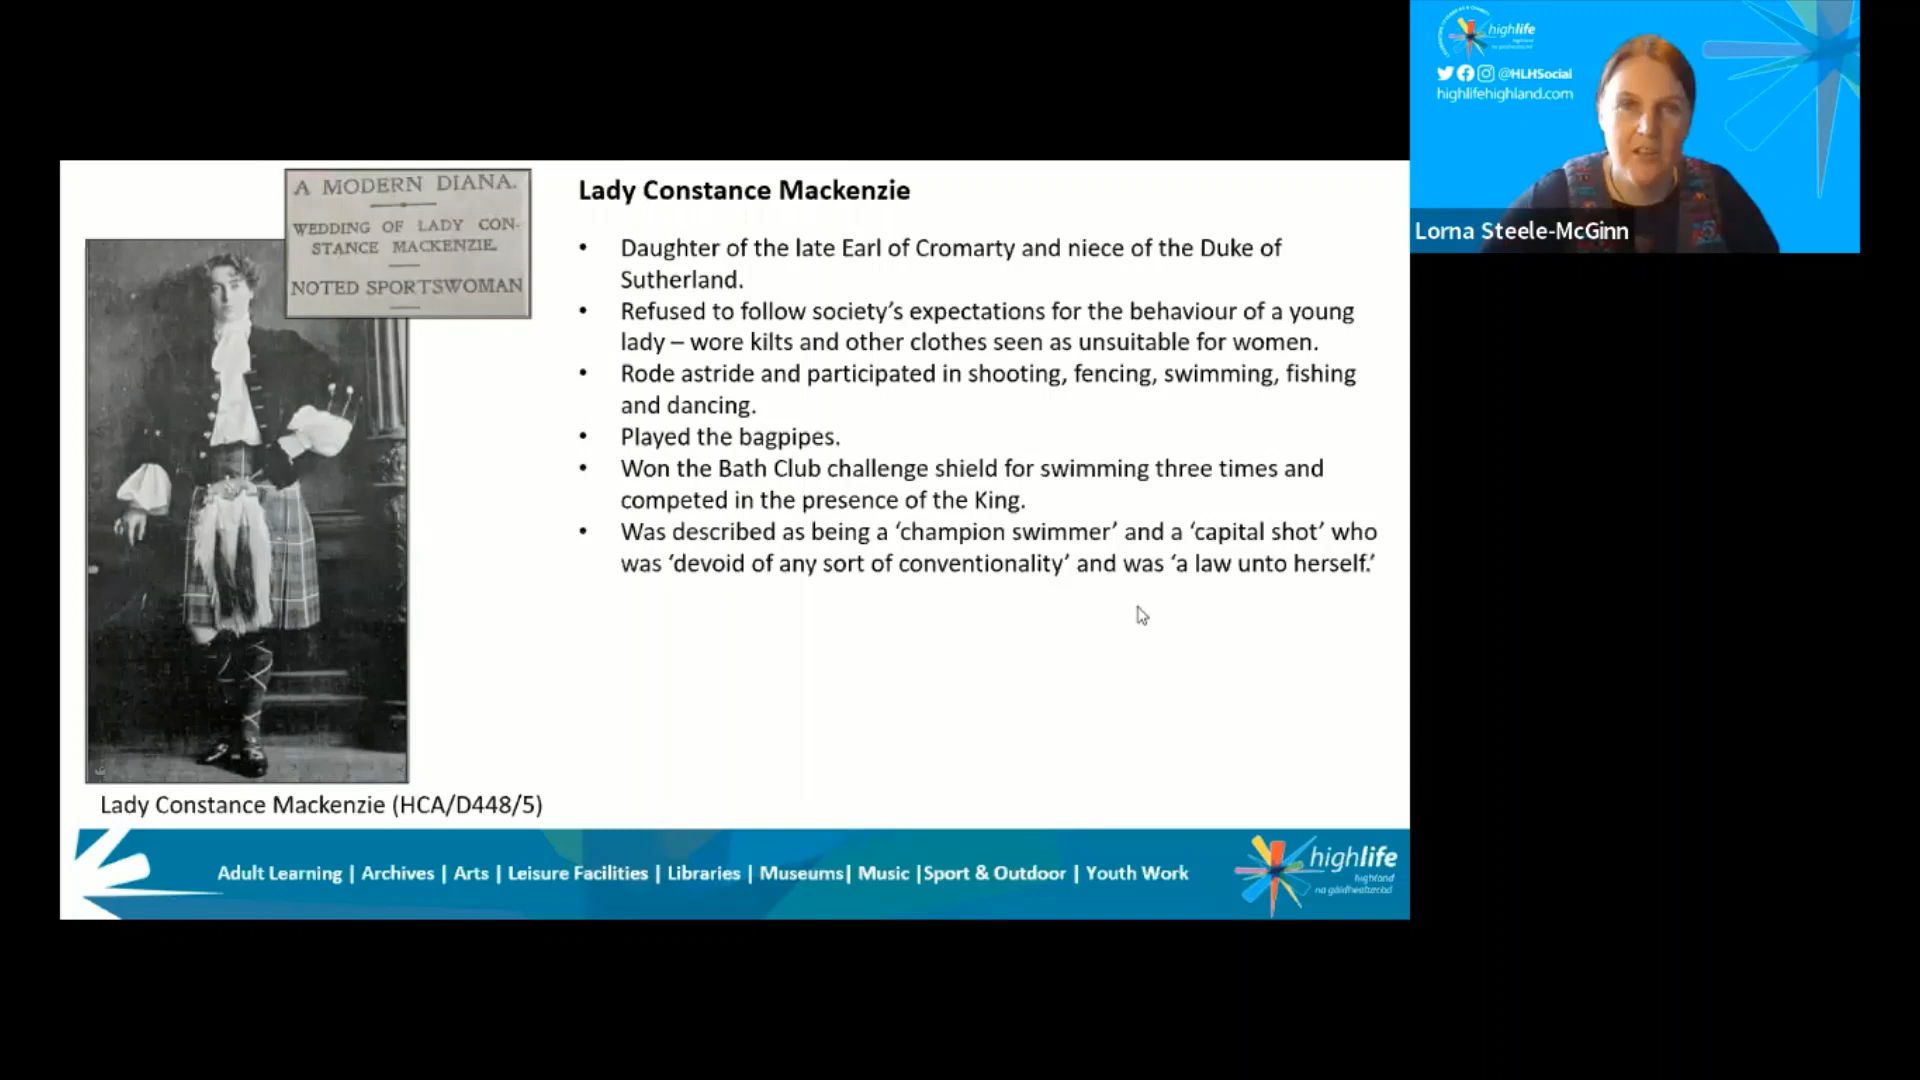 A MODERN DIANA.
WEDDING OF LADY CON-
STANCE MACKENZIE.
NOTED SPORTSWOMAN
Lady Constance Mackenzie (HCA/D448/5)
Lady Constance Mackenzie
• Daughter of the late Earl of Cromarty and niece of the Duke of
Sutherland.
• Refused to follow society’s expectations for the behaviour of a young
lady – wore kilts and other clothes seen as unsuitable for women.
• Rode astride and participated in shooting, fencing, swimming, fishing
and dancing.
• Played the bagpipes.
• Won the Bath Club challenge shield for swimming three times and
competed in the presence of the King.
• Was described as being a ‘champion swimmer’ and a ‘capital shot’ who
was ‘devoid of any sort of conventionality’ and was ‘a law unto herself.’
Adult Learning | Archives | Arts | Leisure Facilities | Libraries | Museums| Music |Sport & Outdoor | Youth Work
highlife
highland
na gàidhealtachd
highlife
highland
na gàidhealtachd
@HLHSocial
highlifehighland.com
Lorna Steele-McGinn